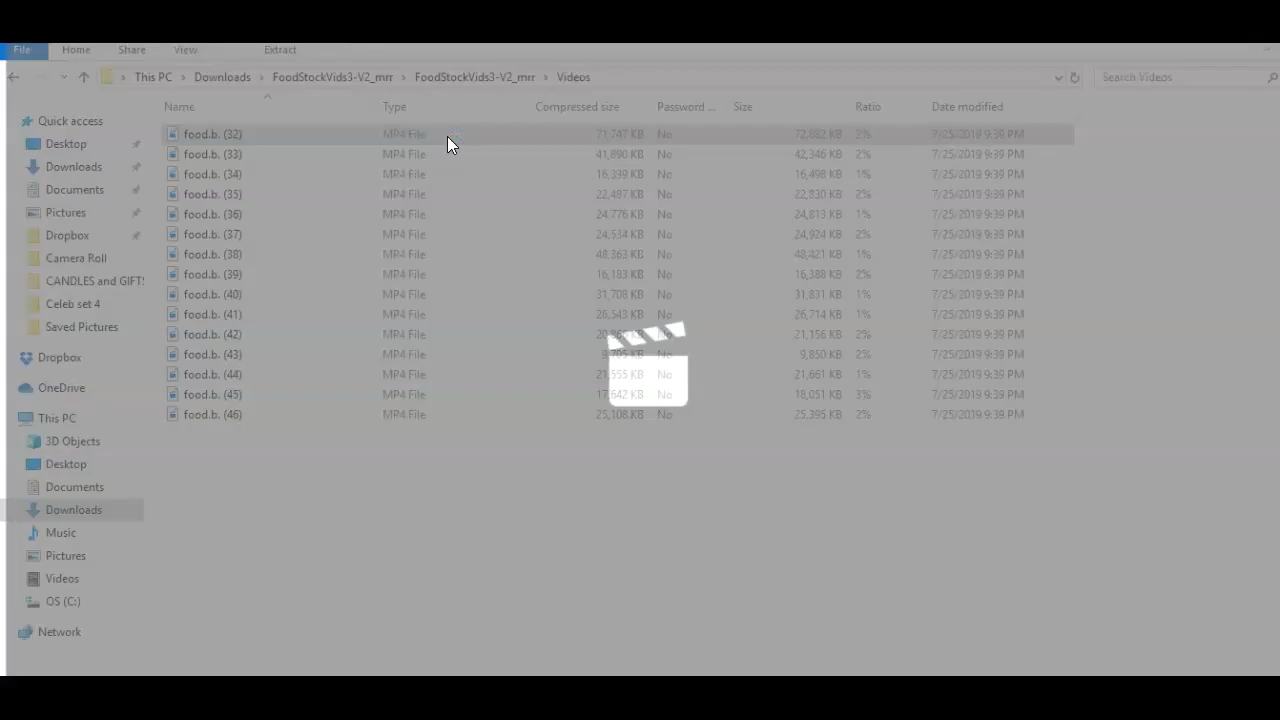 File Home Share View Extract
This PC > Downloads > FoodStockVids3-V2_mrr > FoodStockVids3-V2_mrr > Videos Search Videos
Name Type Compressed size Password ... Size Ratio Date modified
Quick access
Desktop
Downloads
Documents
Pictures
Dropbox
Camera Roll
CANDLES and GIFT!
Celeb set 4
Saved Pictures
Dropbox
OneDrive
This PC
3D Objects
Desktop
Documents
Downloads
Music
Pictures
Videos
OS (C:)
Network
food.b. (32) MP4 File 71,747 KB No 72,882 KB 2% 7/25/2019 9:39 PM
food.b. (33) MP4 File 41,890 KB No 42,346 KB 2% 7/25/2019 9:39 PM
food.b. (34) MP4 File 16,339 KB No 16,498 KB 1% 7/25/2019 9:39 PM
food.b. (35) MP4 File 22,487 KB No 22,830 KB 2% 7/25/2019 9:39 PM
food.b. (36) MP4 File 24,776 KB No 24,813 KB 1% 7/25/2019 9:39 PM
food.b. (37) MP4 File 24,534 KB No 24,924 KB 2% 7/25/2019 9:39 PM
food.b. (38) MP4 File 48,363 KB No 48,421 KB 1% 7/25/2019 9:39 PM
food.b. (39) MP4 File 16,183 KB No 16,388 KB 2% 7/25/2019 9:39 PM
food.b. (40) MP4 File 31,708 KB No 31,831 KB 1% 7/25/2019 9:39 PM
food.b. (41) MP4 File 26,543 KB No 26,714 KB 1% 7/25/2019 9:39 PM
food.b. (42) MP4 File KB No 21,156 KB 2% 7/25/2019 9:39 PM
food.b. (43) MP4 File KB No 9,850 KB 2% 7/25/2019 9:39 PM
food.b. (44) MP4 File 21,555 KB No 21,661 KB 1% 7/25/2019 9:39 PM
food.b. (45) MP4 File 17,642 KB No 18,051 KB 3% 7/25/2019 9:39 PM
food.b. (46) MP4 File 25,108 KB No 25,395 KB 2% 7/25/2019 9:39 PM